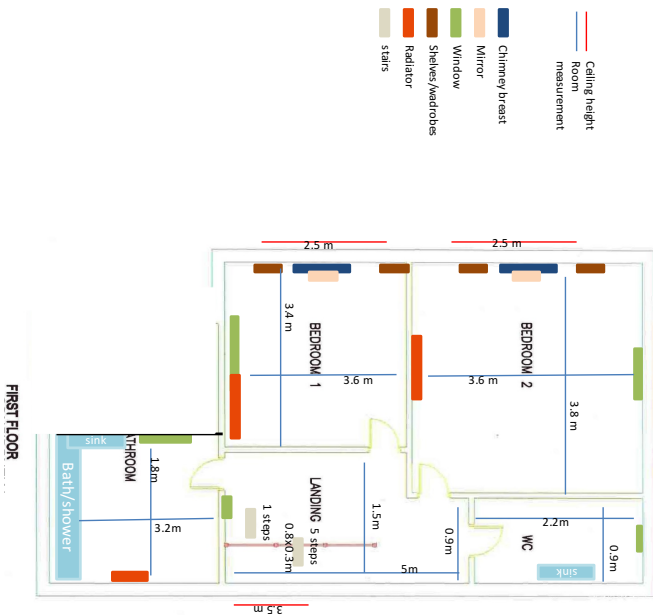 Ceiling height
Room
measurement
Chimney breast
Mirror
Window
Shelves/wadrobes
Radiator
stairs
2.5 m
2.5 m
3.4 m
BEDROOM 1
3.6 m
BEDROOM 2
3.6 m
3.8 m
FIRST FLOOR
sink
ATHROOM
1.8m
Bath/shower
3.2m
LANDING
1 steps
5 steps
0.8x0.3m
1.5m
5m
0.9m
2.2m
WC
0.9m
sink
3.5 m